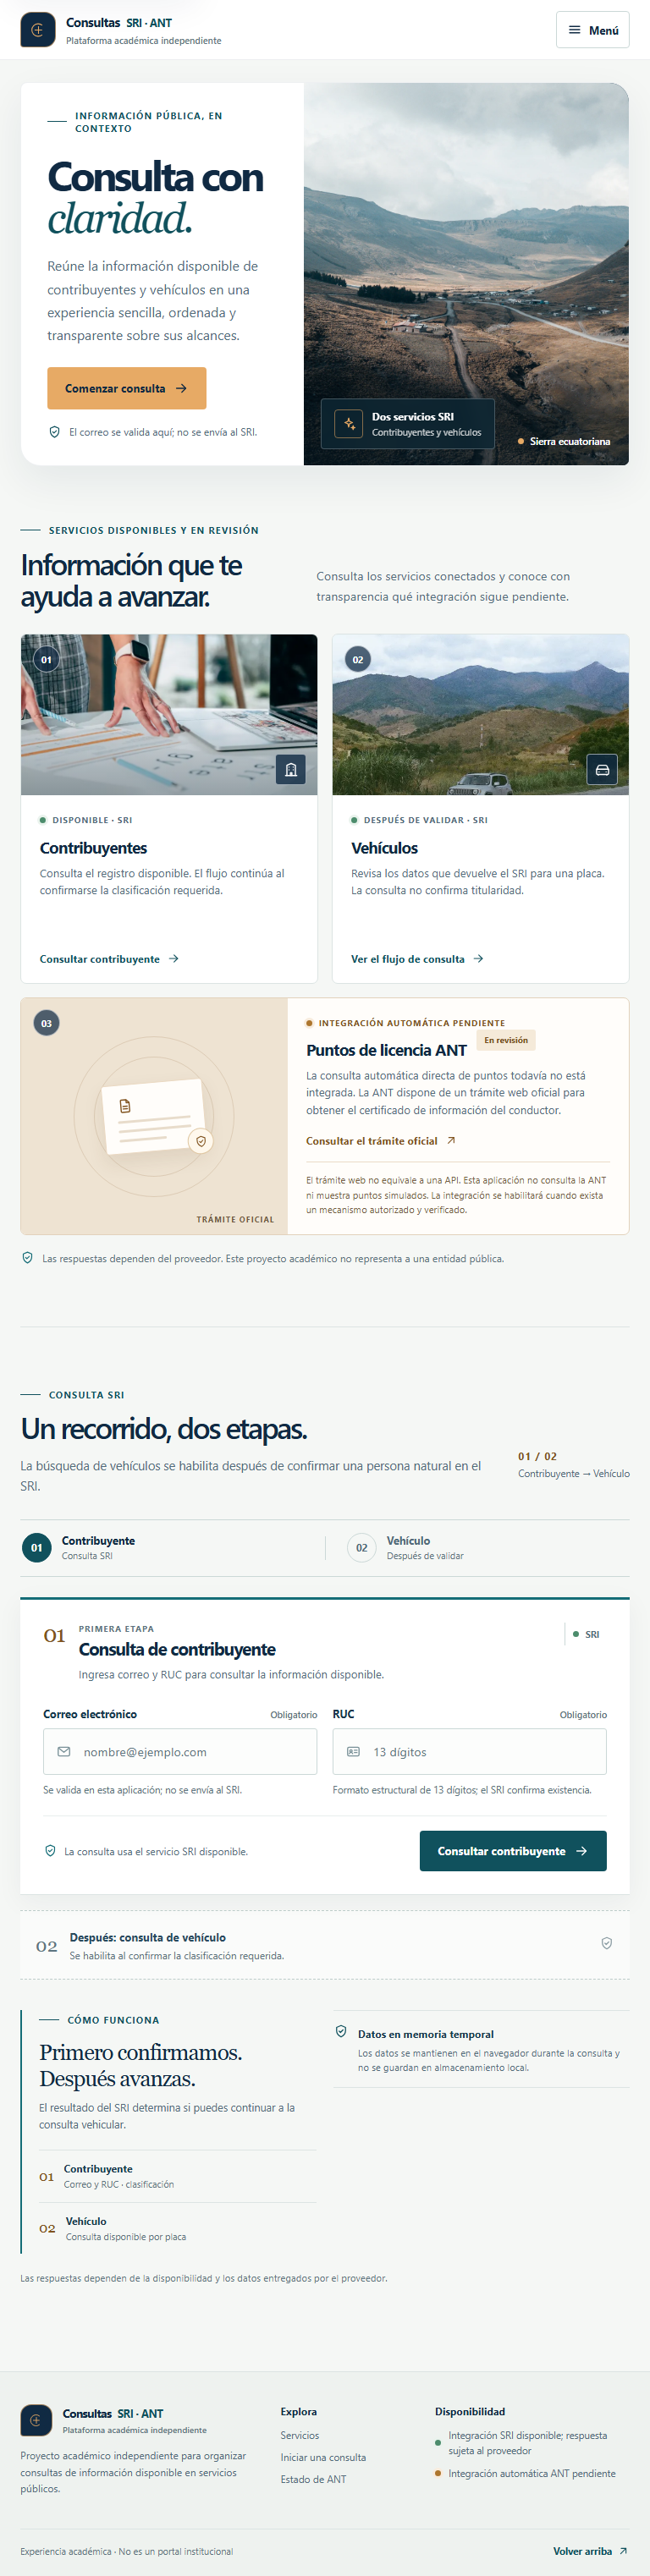 Consultas SRI · ANT
Plataforma académica independiente
Menú
INFORMACIÓN PÚBLICA, EN
CONTEXTO
Consulta con
claridad.
Reúne la información disponible de
contribuyentes y vehículos en una
experiencia sencilla, ordenada y
transparente sobre sus alcances.
Comenzar consulta
El correo se valida aquí; no se envía al SRI.
Dos servicios SRI
Contribuyentes y vehículos
Sierra ecuatoriana
SERVICIOS DISPONIBLES Y EN REVISIÓN
Información que te
ayuda a avanzar.
Consulta los servicios conectados y conoce con
transparencia qué integración sigue pendiente.
01
DISPONIBLE · SRI
Contribuyentes
Consulta el registro disponible. El flujo continúa al
confirmarse la clasificación requerida.
Consultar contribuyente
02
DESPUÉS DE VALIDAR · SRI
Vehículos
Revisa los datos que devuelve el SRI para una placa.
La consulta no confirma titularidad.
Ver el flujo de consulta
03
TRÁMITE OFICIAL
INTEGRACIÓN AUTOMÁTICA PENDIENTE
Puntos de licencia ANT
En revisión
La consulta automática directa de puntos todavía no está
integrada. La ANT dispone de un trámite web oficial para
obtener el certificado de información del conductor.
Consultar el trámite oficial
El trámite web no equivale a una API. Esta aplicación no consulta la ANT
ni muestra puntos simulados. La integración se habilitará cuando exista
un mecanismo autorizado y verificado.
Las respuestas dependen del proveedor. Este proyecto académico no representa a una entidad pública.
CONSULTA SRI
Un recorrido, dos etapas.
La búsqueda de vehículos se habilita después de confirmar una persona natural en el
SRI.
01 / 02
Contribuyente → Vehículo
01
Contribuyente
Consulta SRI
02
Vehículo
Después de validar
01
PRIMERA ETAPA
Consulta de contribuyente
Ingresa correo y RUC para consultar la información disponible.
SRI
Correo electrónico
Obligatorio
nombre@ejemplo.com
Se valida en esta aplicación; no se envía al SRI.
RUC
Obligatorio
13 dígitos
Formato estructural de 13 dígitos; el SRI confirma existencia.
La consulta usa el servicio SRI disponible.
Consultar contribuyente
02
Después: consulta de vehículo
Se habilita al confirmar la clasificación requerida.
CÓMO FUNCIONA
Primero confirmamos.
Después avanzas.
El resultado del SRI determina si puedes continuar a la
consulta vehicular.
01
Contribuyente
Correo y RUC · clasificación
02
Vehículo
Consulta disponible por placa
Datos en memoria temporal
Los datos se mantienen en el navegador durante la consulta y
no se guardan en almacenamiento local.
Las respuestas dependen de la disponibilidad y los datos entregados por el proveedor.
Consultas SRI · ANT
Plataforma académica independiente
Proyecto académico independiente para organizar
consultas de información disponible en servicios
públicos.
Explora
Servicios
Iniciar una consulta
Estado de ANT
Disponibilidad
Integración SRI disponible; respuesta
sujeta al proveedor
Integración automática ANT pendiente
Experiencia académica · No es un portal institucional
Volver arriba